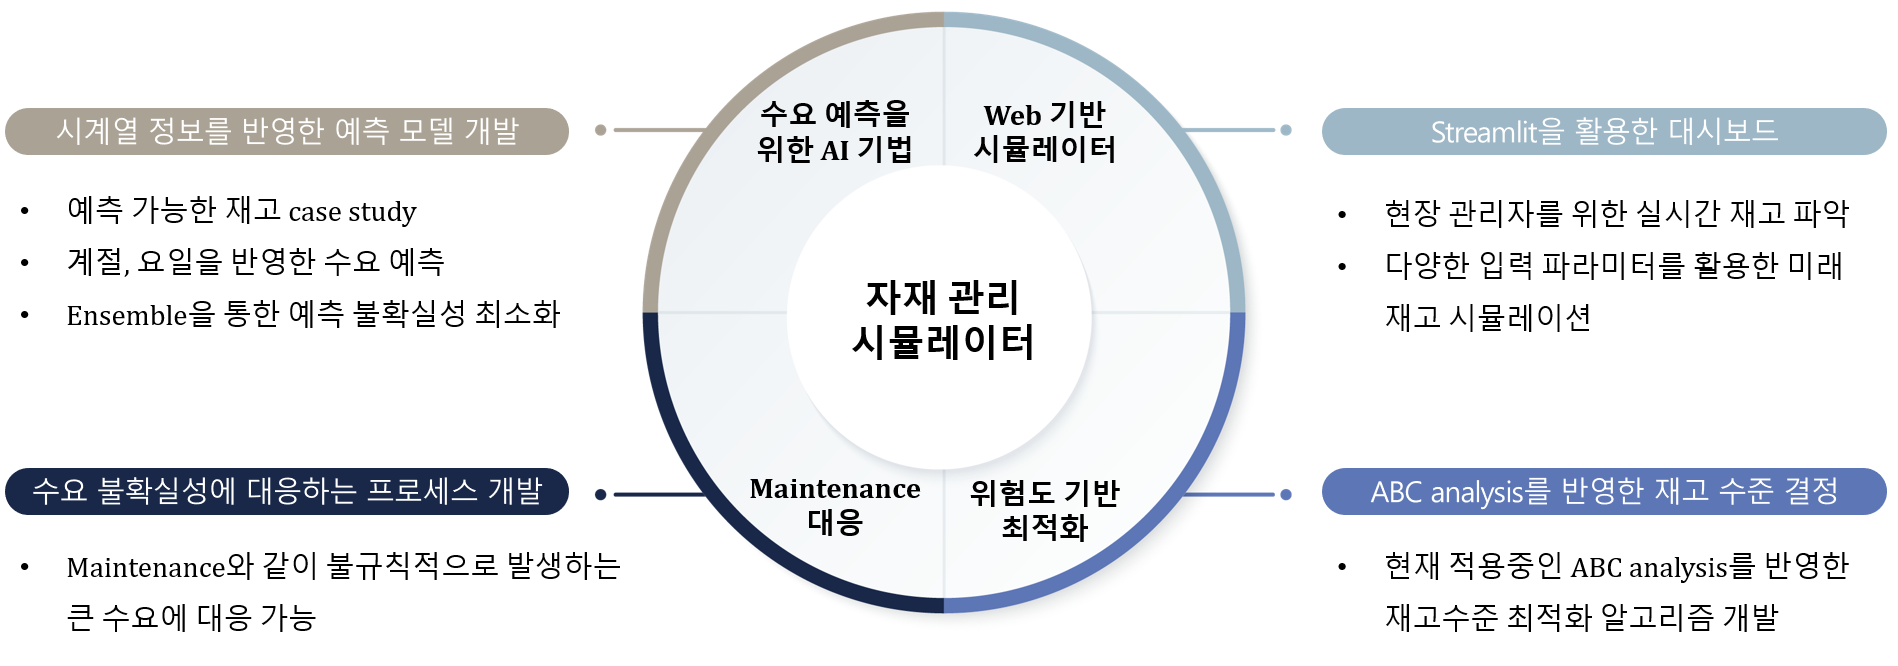 시계열 정보를 반영한 예측 모델 개발
• 예측 가능한 재고 case study
• 계절, 요일을 반영한 수요 예측
• Ensemble을 통한 예측 불확실성 최소화
수요 예측을
위한 AI 기법
Web 기반
시뮬레이터
Streamlit을 활용한 대시보드
• 현장 관리자를 위한 실시간 재고 파악
• 다양한 입력 파라미터를 활용한 미래
재고 시뮬레이션
자재 관리
시뮬레이터
수요 불확실성에 대응하는 프로세스 개발
• Maintenance와 같이 불규칙적으로 발생하는
큰 수요에 대응 가능
Maintenance
대응
위험도 기반
최적화
ABC analysis를 반영한 재고 수준 결정
• 현재 적용중인 ABC analysis를 반영한
재고수준 최적화 알고리즘 개발